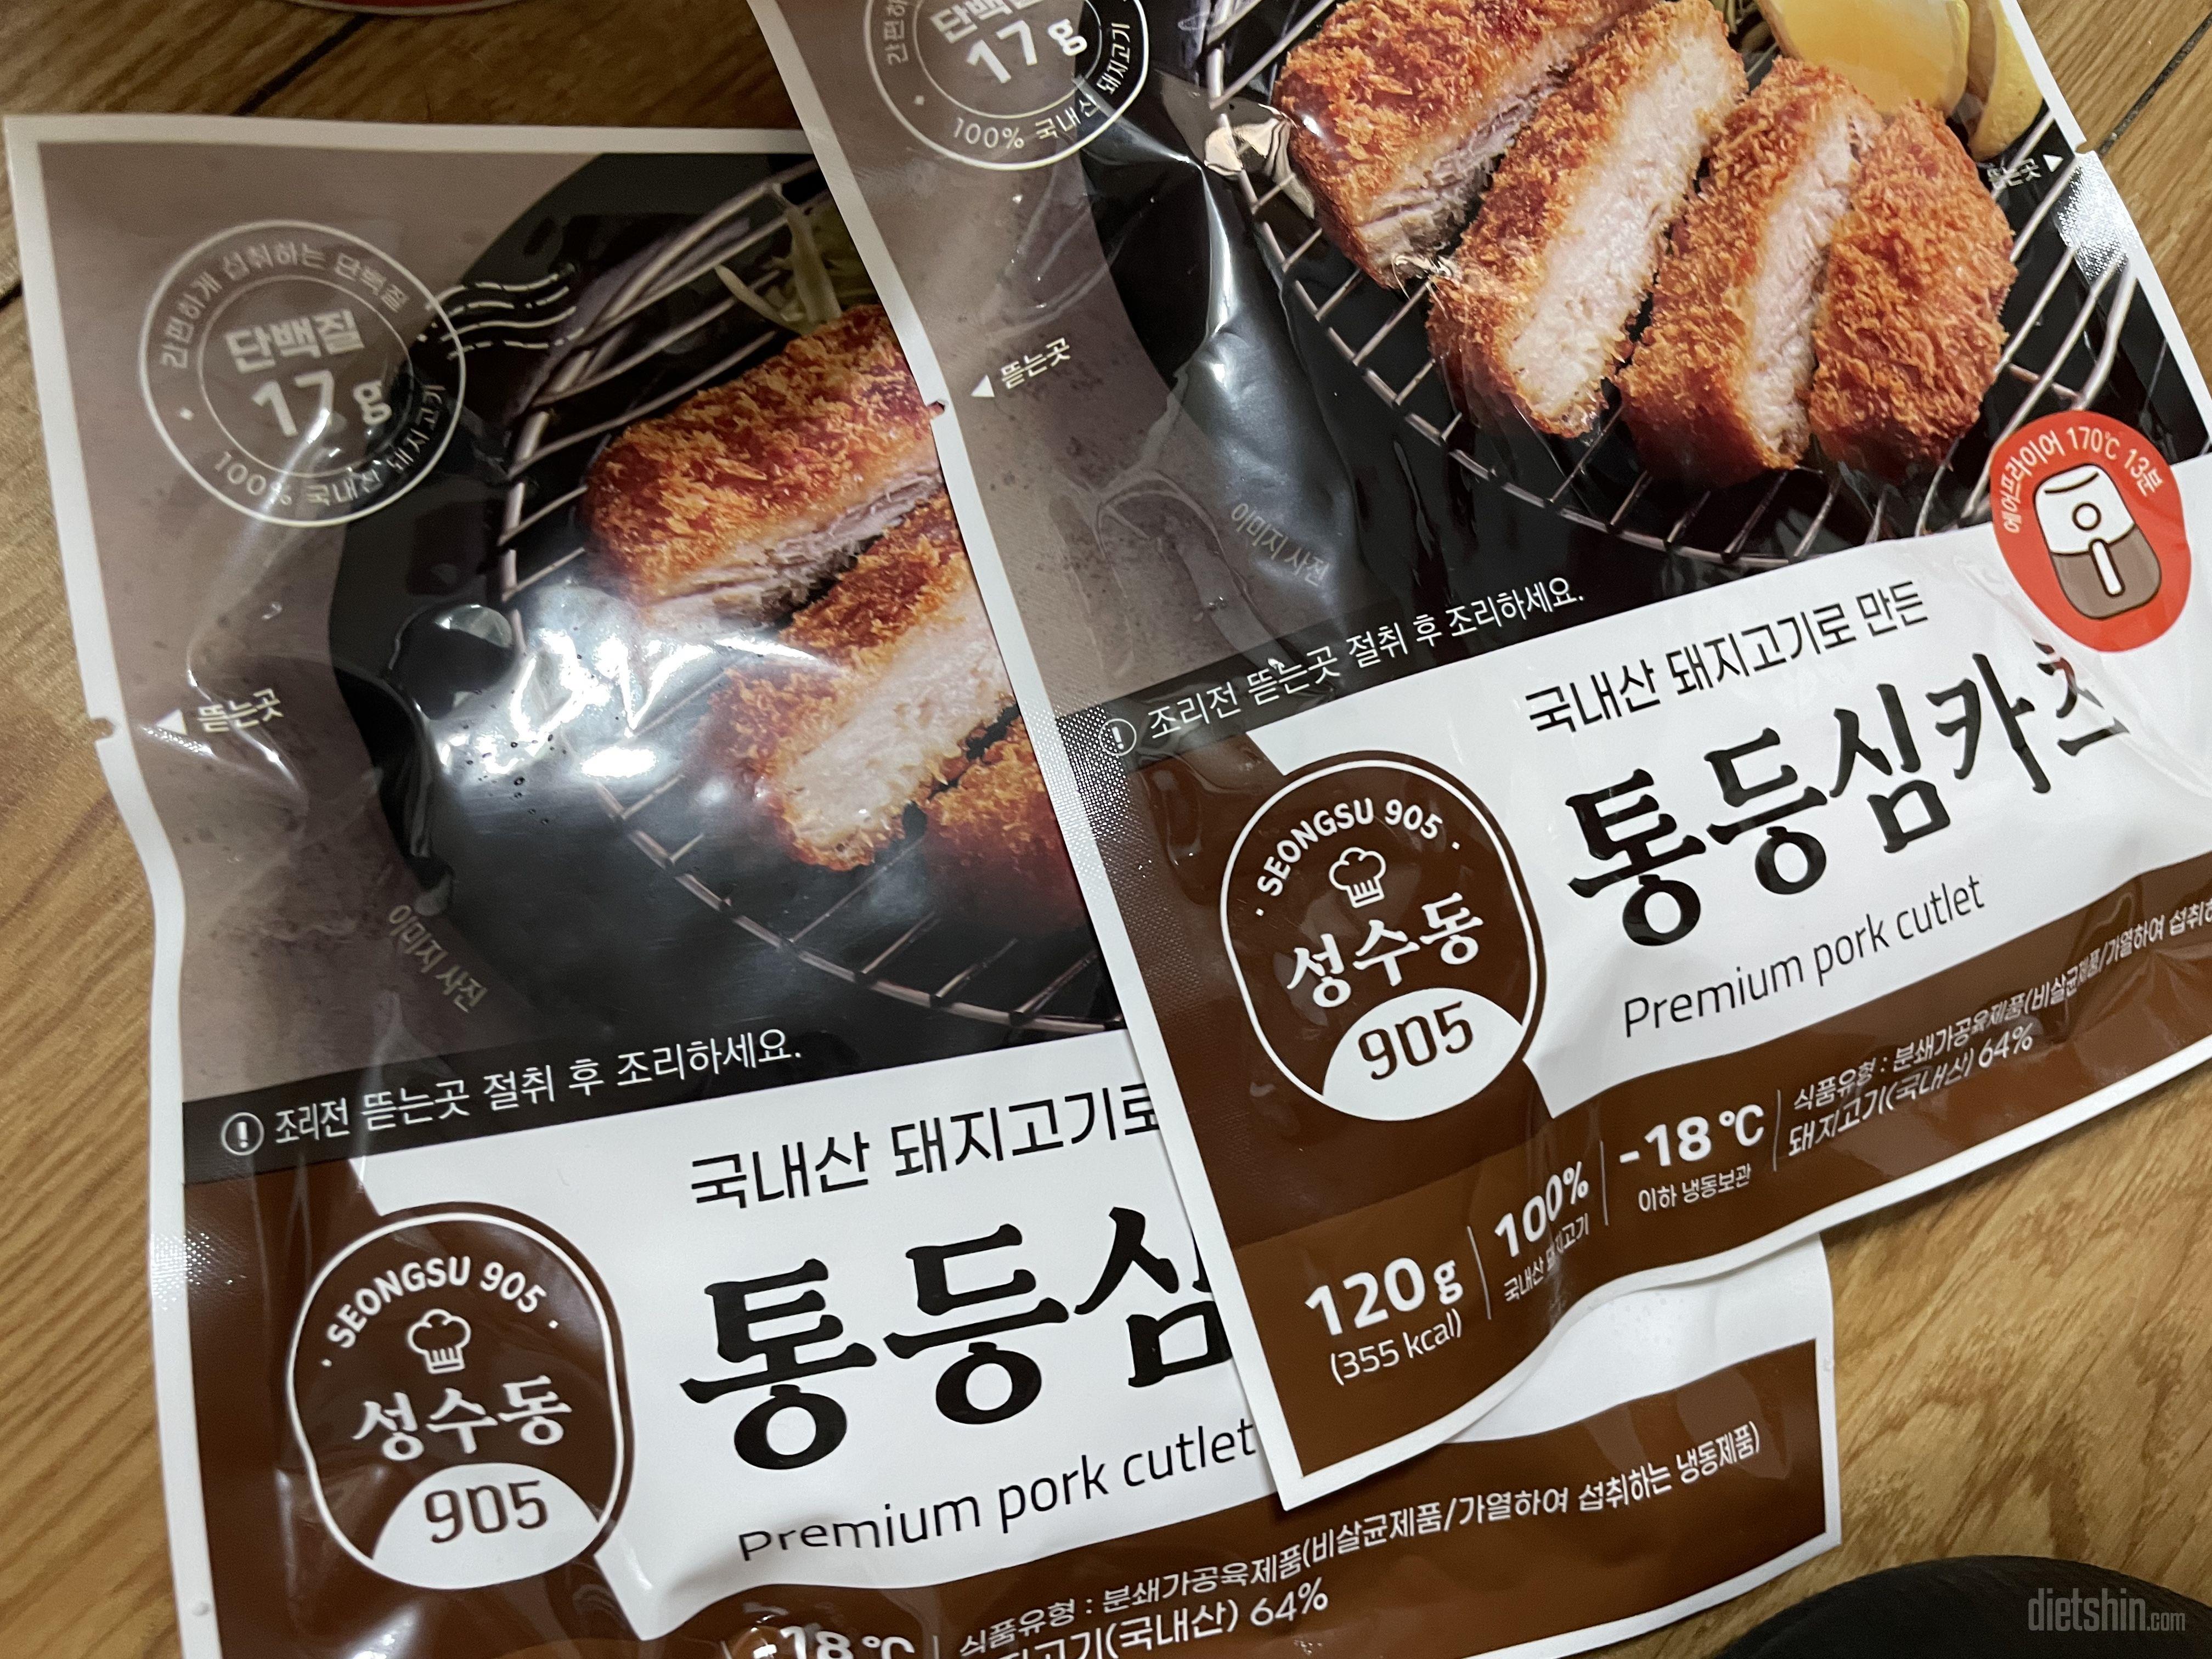 간편하게 섭취하는 단백질
단백질
17g
100% 국내산 돼지고기
◀ 뜯는곳
이미지 사진
! 조리전 뜯는곳 절취 후 조리하세요.
국내산 돼지고기로
통등심
Premium pork cutlet
· SEONGSU 905 ·
성수동
905
-18℃
식품유형 : 분쇄가공육제품(비살균제품/가열하여 섭취하는 냉동제품)
돼지고기(국내산) 64%
단백질
17g
100% 국내산 돼지고기
뜯는곳 ▶
◀ 뜯는곳
이미지 사진
에어프라이어 170℃ 13분
! 조리전 뜯는곳 절취 후 조리하세요.
국내산 돼지고기로 만든
통등심카츠
Premium pork cutlet
· SEONGSU 905 ·
성수동
905
120g
(355 kcal)
100%
국내산 돼지고기
-18℃
이하 냉동보관
식품유형 : 분쇄가공육제품(비살균제품/가열하여 섭취하
돼지고기(국내산) 64%
dietshin.com